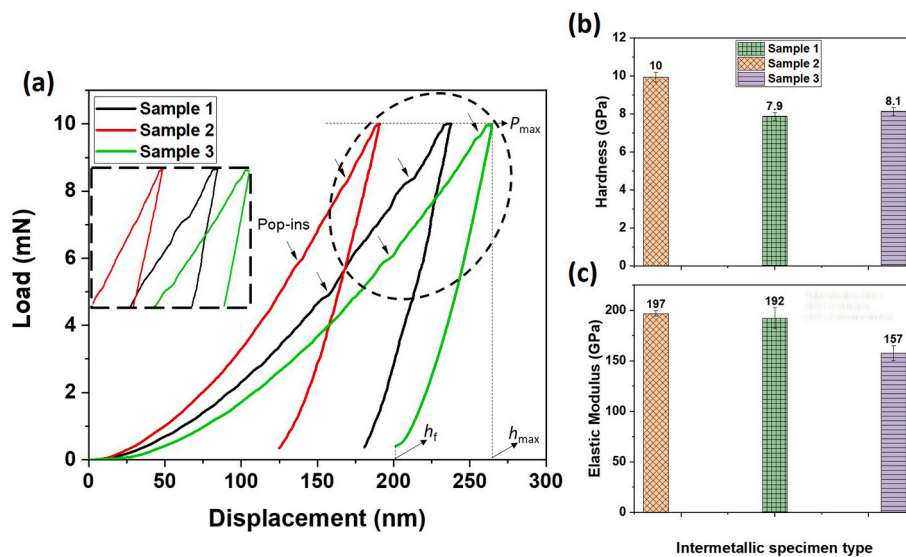 (a)
Sample 1
Sample 2
Sample 3
Pop-ins
Pmax
hf
hmax
Load (mN)
10
8
6
4
2
0
0 50 100 150 200 250 300
Displacement (nm)
(b)
Sample 1
Sample 2
Sample 3
Hardness (GPa)
12
10
8
6
4
2
0
10
7.9
8.1
(c)
Elastic Modulus (GPa)
200
150
100
50
0
197
192
157
Intermetallic specimen type